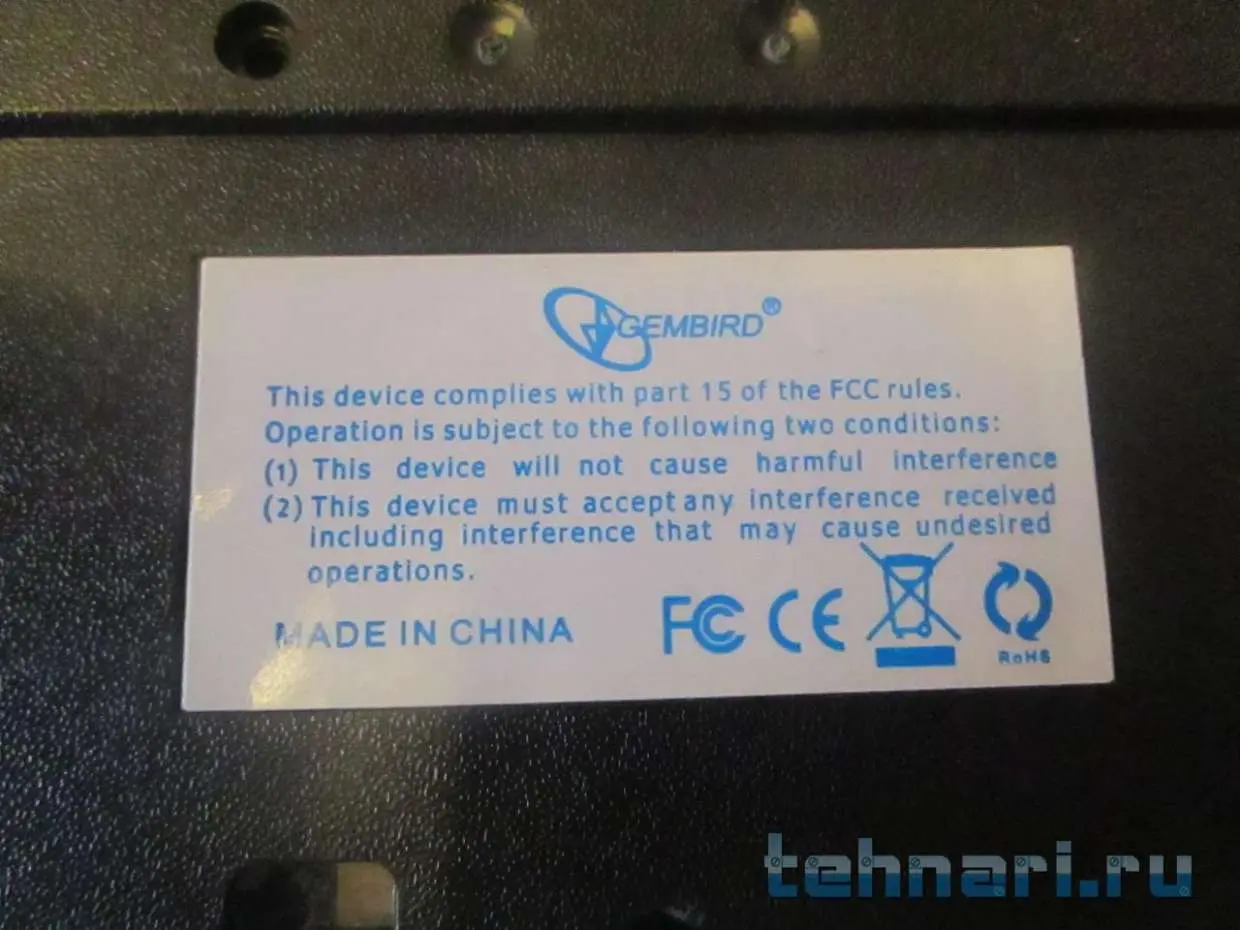 GEMBIRD®
This device complies with part 15 of the FCC rules.
Operation is subject to the following two conditions:
(1) This device will not cause harmful interference
(2) This device must accept any interference received
including interference that may cause undesired
operations.
MADE IN CHINA
FC CE
RoHS
tehnari.ru